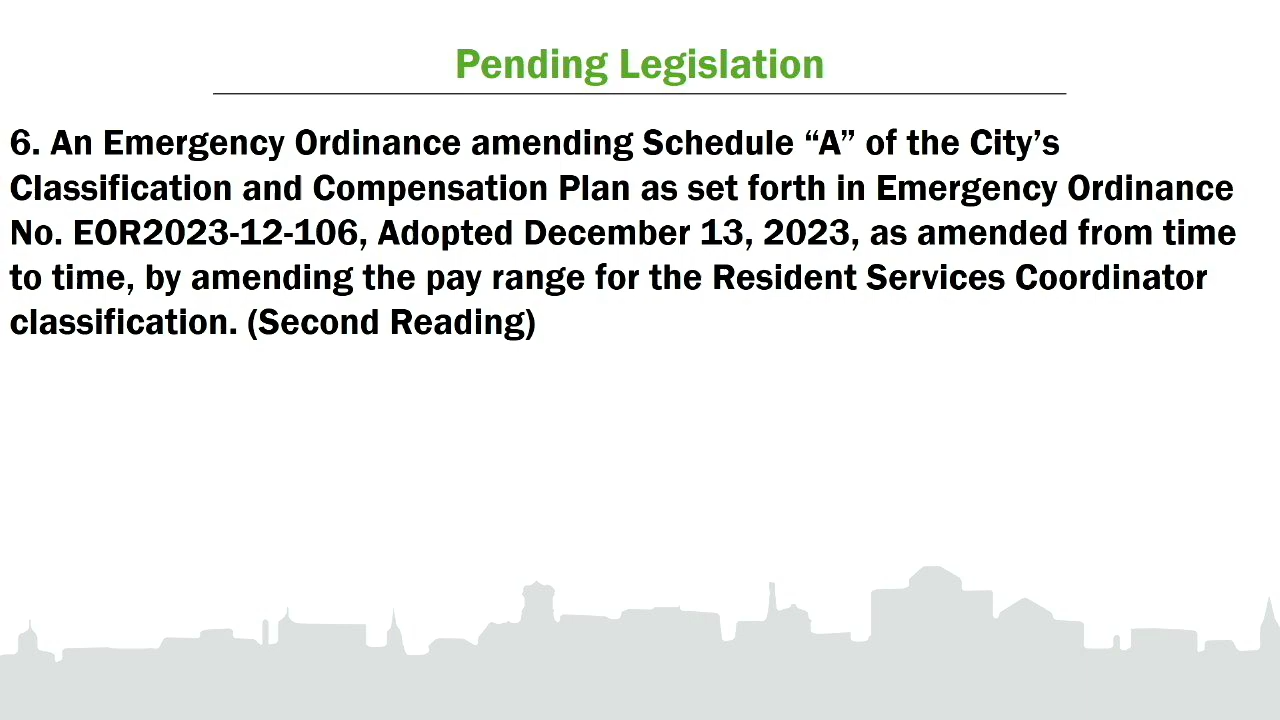 Pending Legislation
6. An Emergency Ordinance amending Schedule “A” of the City’s
Classification and Compensation Plan as set forth in Emergency Ordinance
No. EOR2023-12-106, Adopted December 13, 2023, as amended from time
to time, by amending the pay range for the Resident Services Coordinator
classification. (Second Reading)